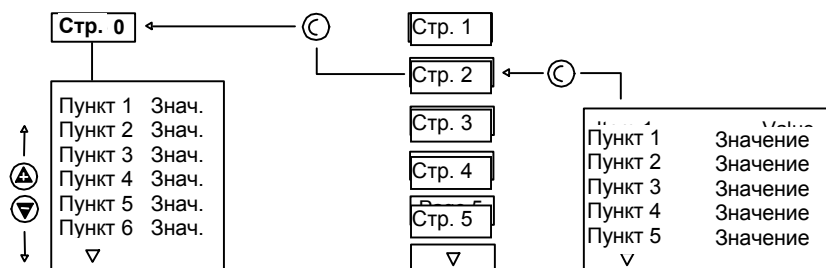 Стр. 0
C
Стр. 1
Стр. 2
C
Стр. 3
Стр. 4
Стр. 5
Пункт 1 Знач.
Пункт 2 Знач.
Пункт 3 Знач.
Пункт 4 Знач.
Пункт 5 Знач.
Пункт 6 Знач.
Value
Пункт 1 Значение
Пункт 2 Значение
Пункт 3 Значение
Пункт 4 Значение
Пункт 5 Значение